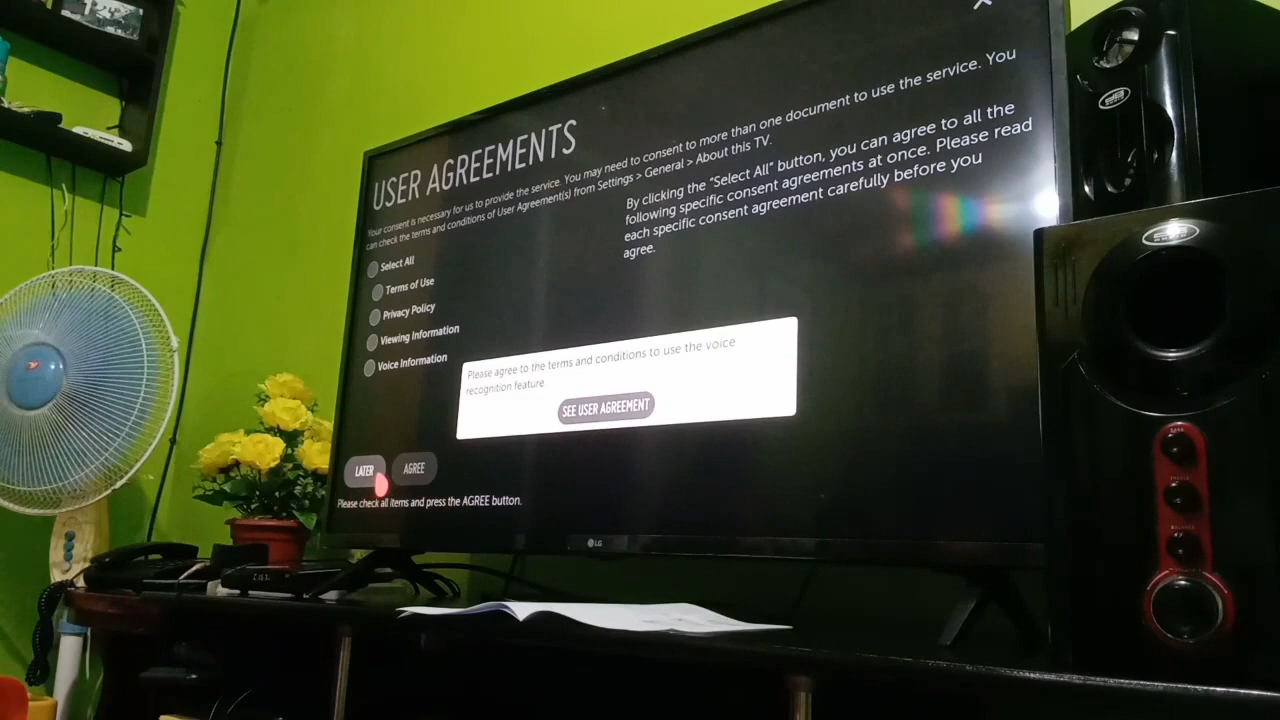 USER AGREEMENTS
Your consent is necessary for us to provide the service. You may need to consent to more than one document to use the service. You
can check the terms and conditions of User Agreement(s) from Settings > General > About this TV.
Select All
Terms of Use
Privacy Policy
Viewing Information
Voice Information
By clicking the "Select All" button, you can agree to all the
following specific consent agreements at once. Please read
each specific consent agreement carefully before you
agree.
Please agree to the terms and conditions to use the voice
recognition feature.
SEE USER AGREEMENT
LATER
AGREE
Please check all items and press the AGREE button.
LG